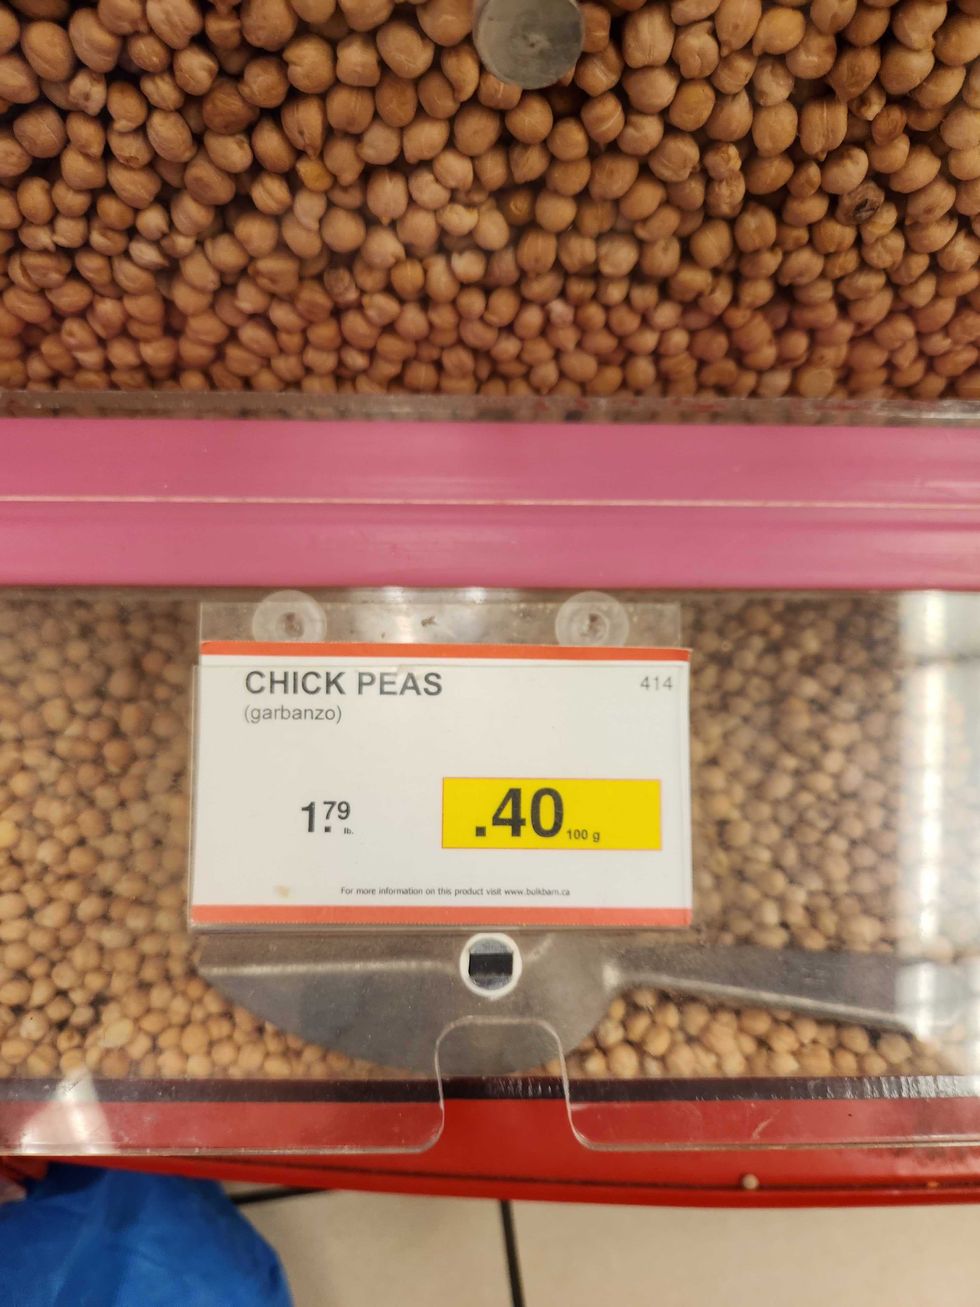 CHICK PEAS
414
(garbanzo)
1.79 lb.
.40 100 g
For more information on this product visit www.bulkbarn.ca